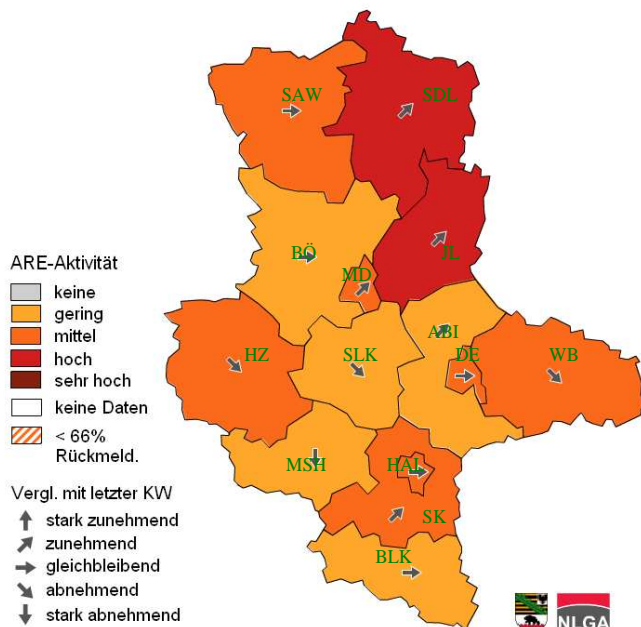 SAW
SDL
BÖ
MD
JL
ARE-Aktivität
keine
gering
mittel
hoch
sehr hoch
keine Daten
< 66%
Rückmeld.
HZ
SLK
ABI
DE
WB
MSH
HAL
SK
BLK
Vergl. mit letzter KW
stark zunehmend
zunehmend
gleichbleibend
abnehmend
stark abnehmend
NLGA